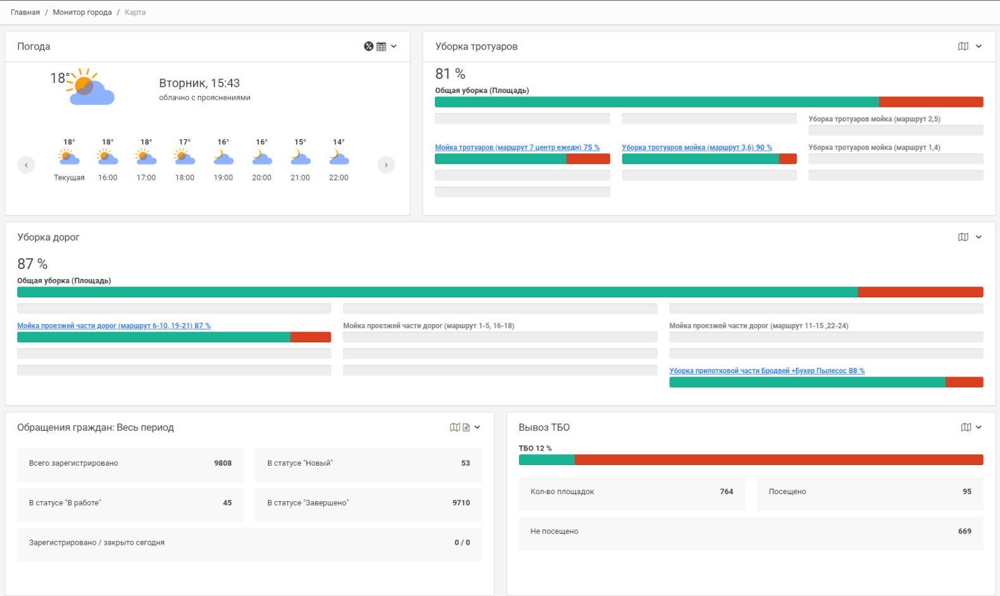 Главная / Монитор города / Карта
Погода
18°
Вторник, 15:43
облачно с прояснениями
18° 18° 18° 17° 16° 16° 15° 14°
Текущая 16:00 17:00 18:00 19:00 20:00 21:00 22:00
Уборка тротуаров
81 %
Общая уборка (Площадь)
Уборка тротуаров мойка (маршрут 2,5)
Мойка тротуаров (маршрут 7 центр ежедн) 75 %
Уборка тротуаров мойка (маршрут 3,6) 90 %
Уборка тротуаров мойка (маршрут 1,4)
Уборка дорог
87 %
Общая уборка (Площадь)
Мойка проезжей части дорог (маршрут 6-10, 19-21) 87 %
Мойка проезжей части дорог (маршрут 1-5, 16-18)
Мойка проезжей части дорог (маршрут 11-15 ,22-24)
Уборка прилотковой части Бродвей +Бухер Пылесос 88 %
Обращения граждан: Весь период
Всего зарегистрировано 9808
В статусе "Новый" 53
В статусе "В работе" 45
В статусе "Завершено" 9710
Зарегистрировано / закрыто сегодня 0 / 0
Вывоз ТБО
ТБО 12 %
Кол-во площадок 764
Посещено 95
Не посещено 669